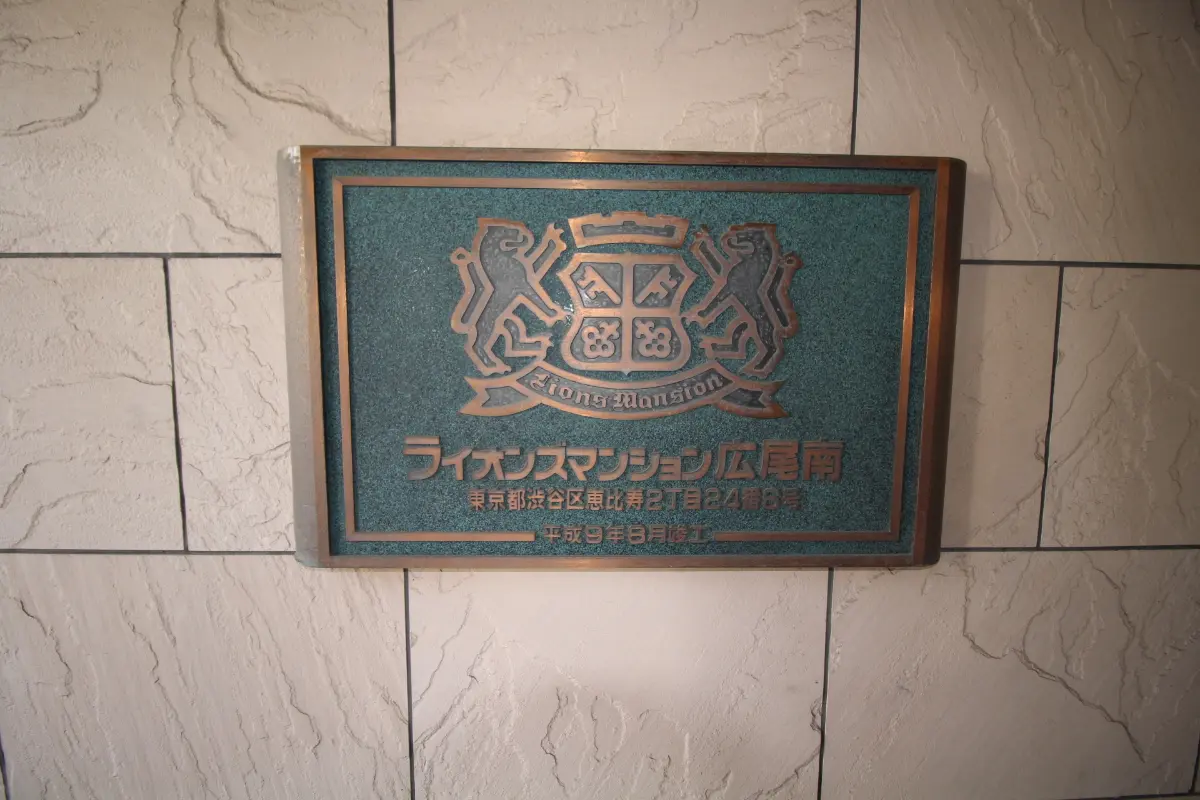 Lions Mansion
ライオンズマンション広尾南
東京都渋谷区恵比寿2丁目24番8号
平成9年8月竣工